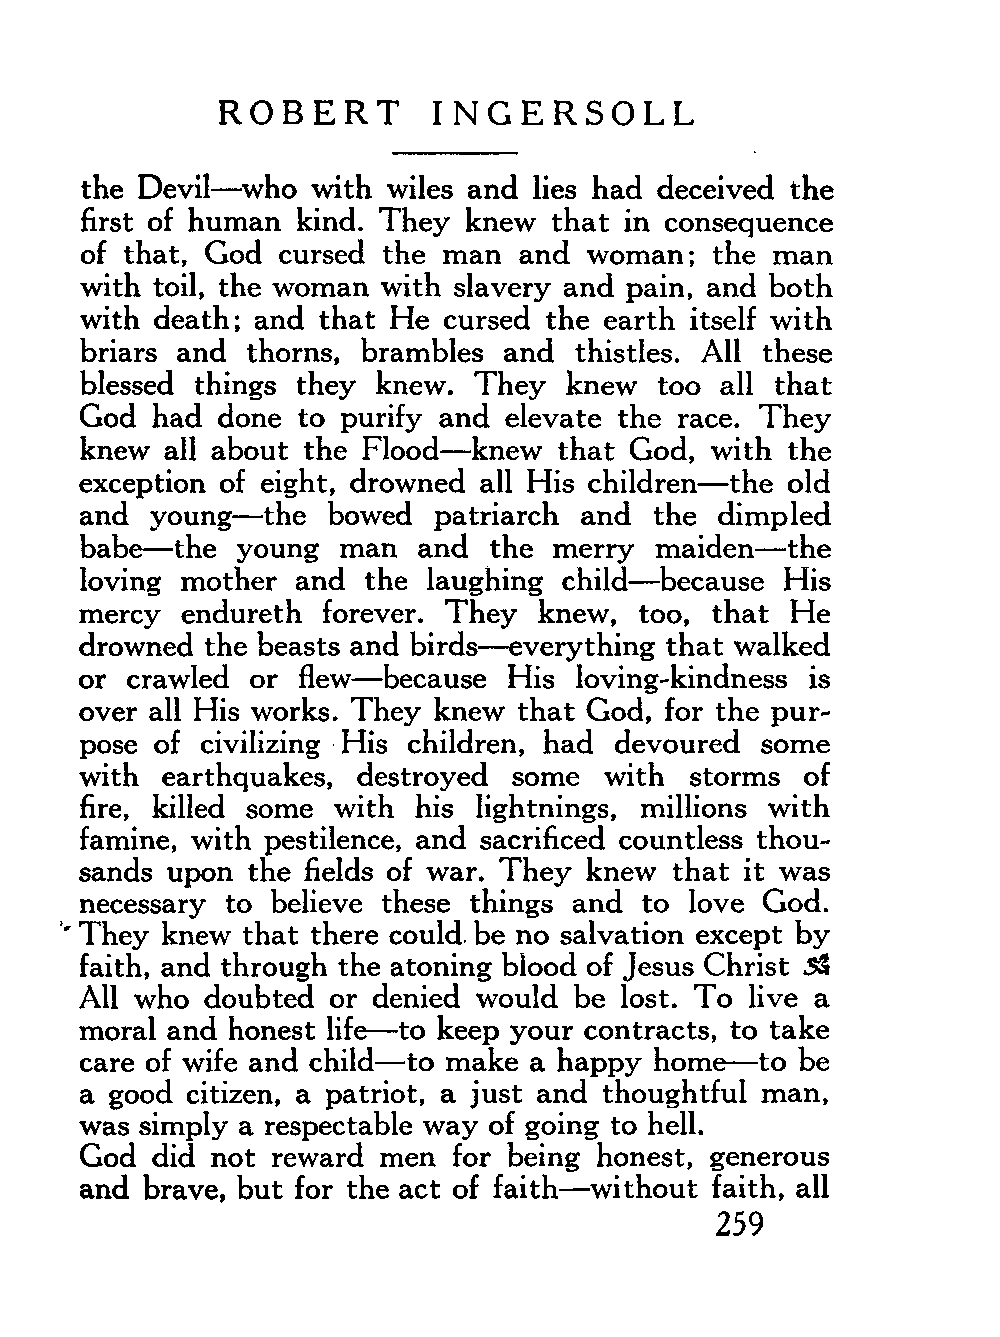 ROBERT INGERSOLL
the Devil—who with wiles and lies had deceived the
first of human kind. They knew that in consequence
of that, God cursed the man and woman; the man
with toil, the woman with slavery and pain, and both
with death; and that He cursed the earth itself with
briars and thorns, brambles and thistles. All these
blessed things they knew. They knew too all that
God had done to purify and elevate the race. They
knew all about the Flood—knew that God, with the
exception of eight, drowned all His children—the old
and young—the bowed patriarch and the dimpled
babe—the young man and the merry maiden—the
loving mother and the laughing child—because His
mercy endureth forever. They knew, too, that He
drowned the beasts and birds—everything that walked
or crawled or flew—because His loving-kindness is
over all His works. They knew that God, for the pur-
pose of civilizing His children, had devoured some
with earthquakes, destroyed some with storms of
fire, killed some with his lightnings, millions with
famine, with pestilence, and sacrificed countless thou-
sands upon the fields of war. They knew that it was
necessary to believe these things and to love God.
They knew that there could be no salvation except by
faith, and through the atoning blood of Jesus Christ
All who doubted or denied would be lost. To live a
moral and honest life—to keep your contracts, to take
care of wife and child—to make a happy home—to be
a good citizen, a patriot, a just and thoughtful man,
was simply a respectable way of going to hell.
God did not reward men for being honest, generous
and brave, but for the act of faith—without faith, all
259